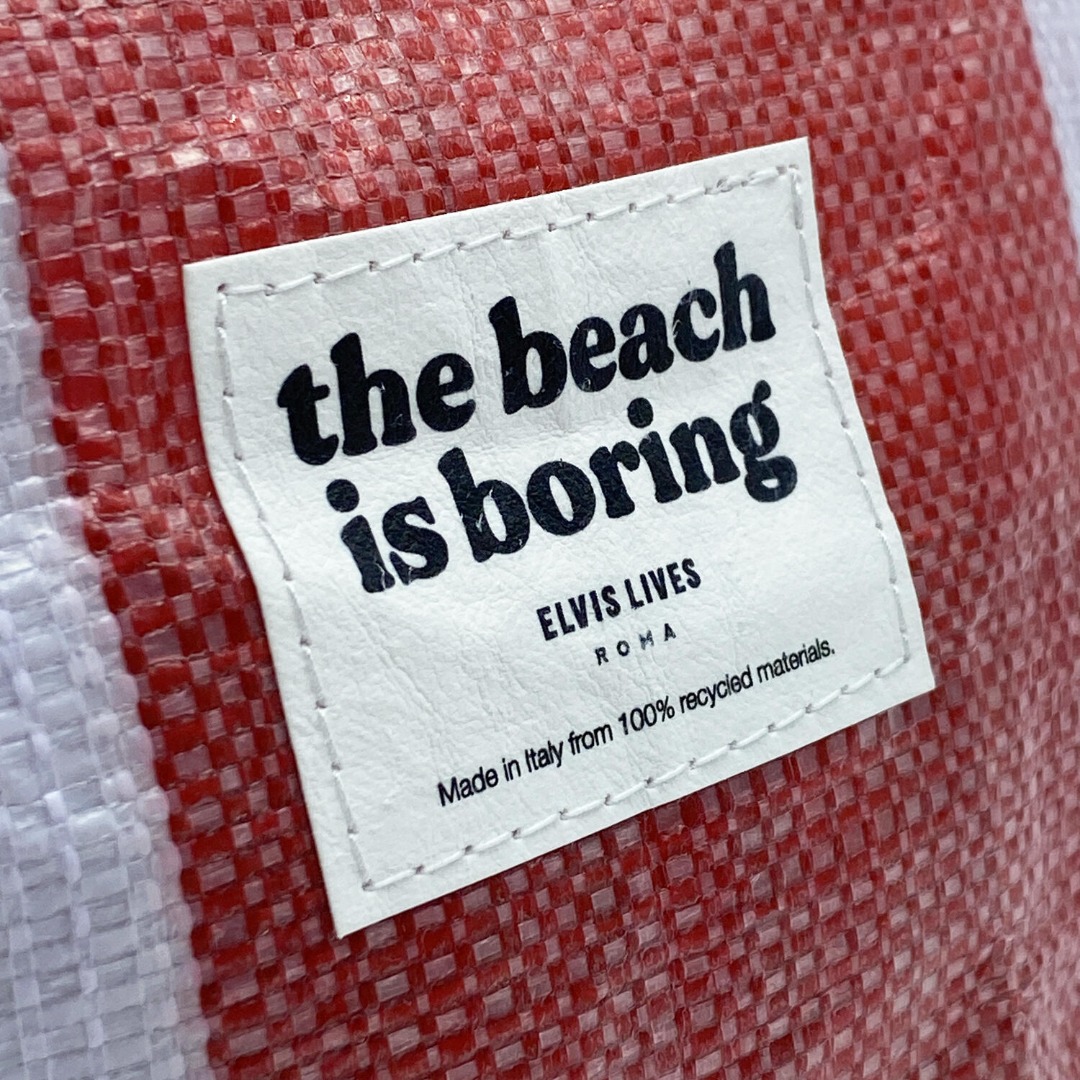 the beach
is boring
ELVIS LIVES
ROMA
Made in Italy from 100% recycled materials.